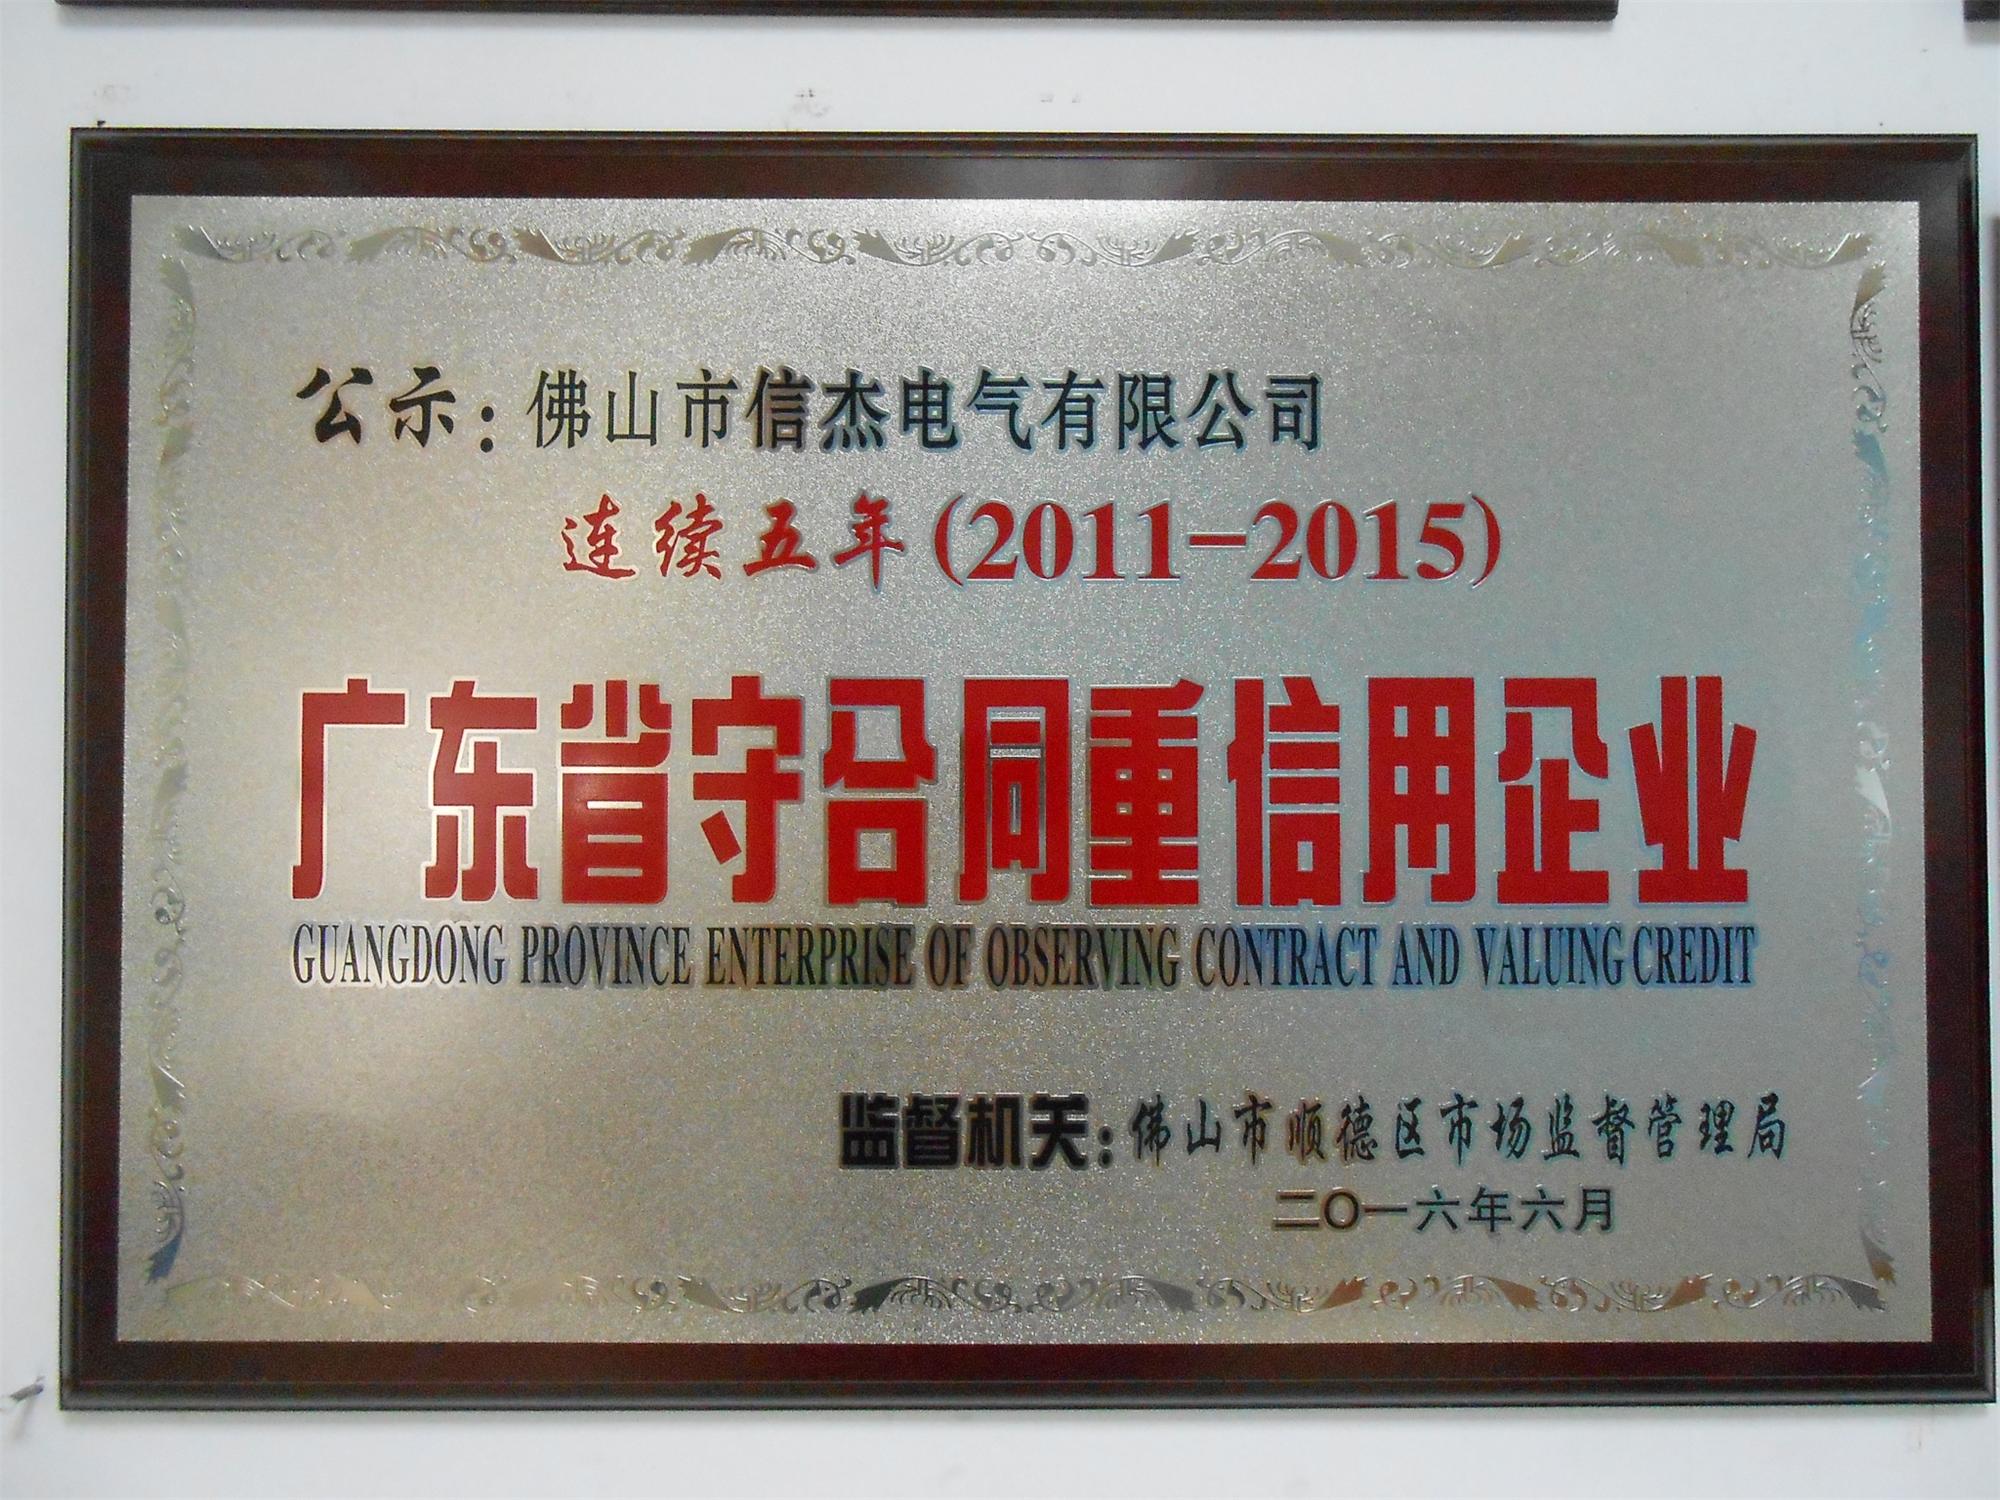 公示：佛山市信杰电气有限公司
连续五年(2011-2015)
广东省守合同重信用企业
GUANGDONG PROVINCE ENTERPRISE OF OBSERVING CONTRACT AND VALUING CREDIT
监督机关：佛山市顺德区市场监督管理局
二〇一六年六月